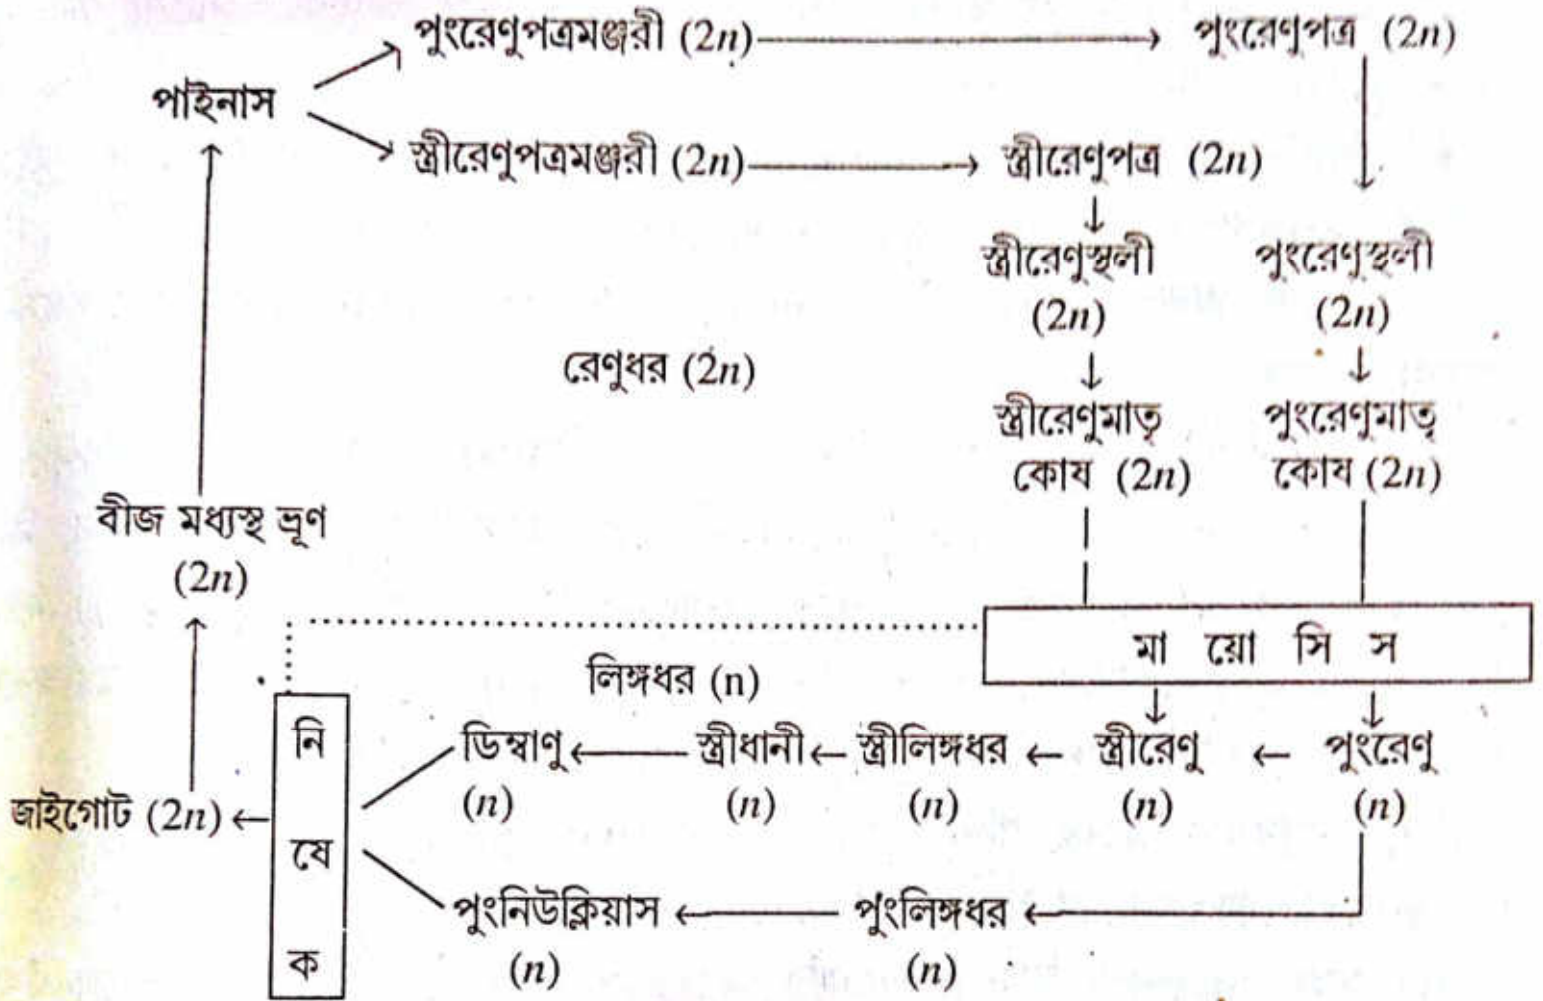 পুংরেণুপত্রমঞ্জরী (2n) → পুংরেণুপত্র (2n)
পাইনাস
স্ত্রীরেণুপত্রমঞ্জরী (2n) → স্ত্রীরেণুপত্র (2n)
স্ত্রীরেণুস্থলী পুংরেণুস্থলী
(2n) (2n)
রেণুধর (2n)
স্ত্রীরেণুমাতৃ পুংরেণুমাতৃ
কোষ (2n) কোষ (2n)
বীজ মধ্যস্থ ভ্রূণ
(2n)
মা য়ো সি স
লিঙ্গধর (n)
নি
ষে
ক
ডিম্বাণু ← স্ত্রীধানী ← স্ত্রীলিঙ্গধর ← স্ত্রীরেণু ← পুংরেণু
(n) (n) (n) (n) (n)
জাইগোট (2n) ←
পুংনিউক্লিয়াস ← পুংলিঙ্গধর ←
(n) (n)